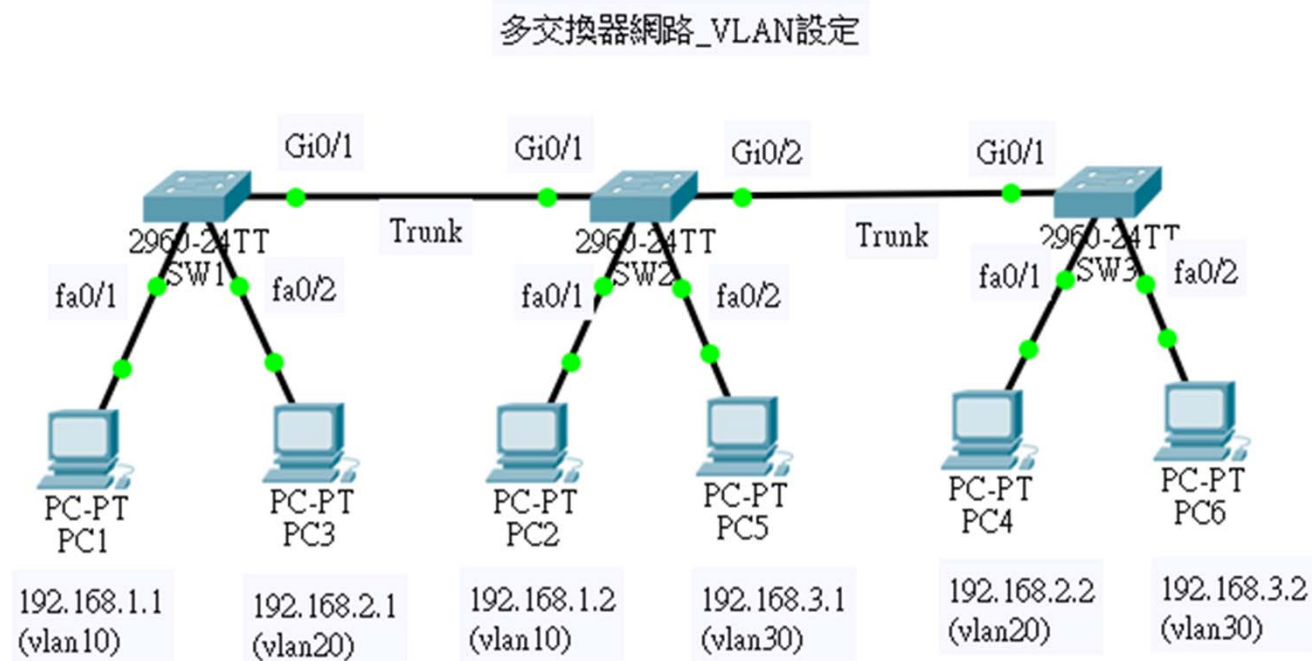 多交換器網路_VLAN設定
Gi0/1
Gi0/1
Gi0/2
Gi0/1
Trunk
Trunk
2960-24TT
SW1
2960-24TT
SW2
2960-24TT
SW3
fa0/1
fa0/2
fa0/1
fa0/2
fa0/1
fa0/2
PC-PT
PC1
PC-PT
PC3
PC-PT
PC2
PC-PT
PC5
PC-PT
PC4
PC-PT
PC6
192.168.1.1
(vlan10)
192.168.2.1
(vlan20)
192.168.1.2
(vlan10)
192.168.3.1
(vlan30)
192.168.2.2
(vlan20)
192.168.3.2
(vlan30)